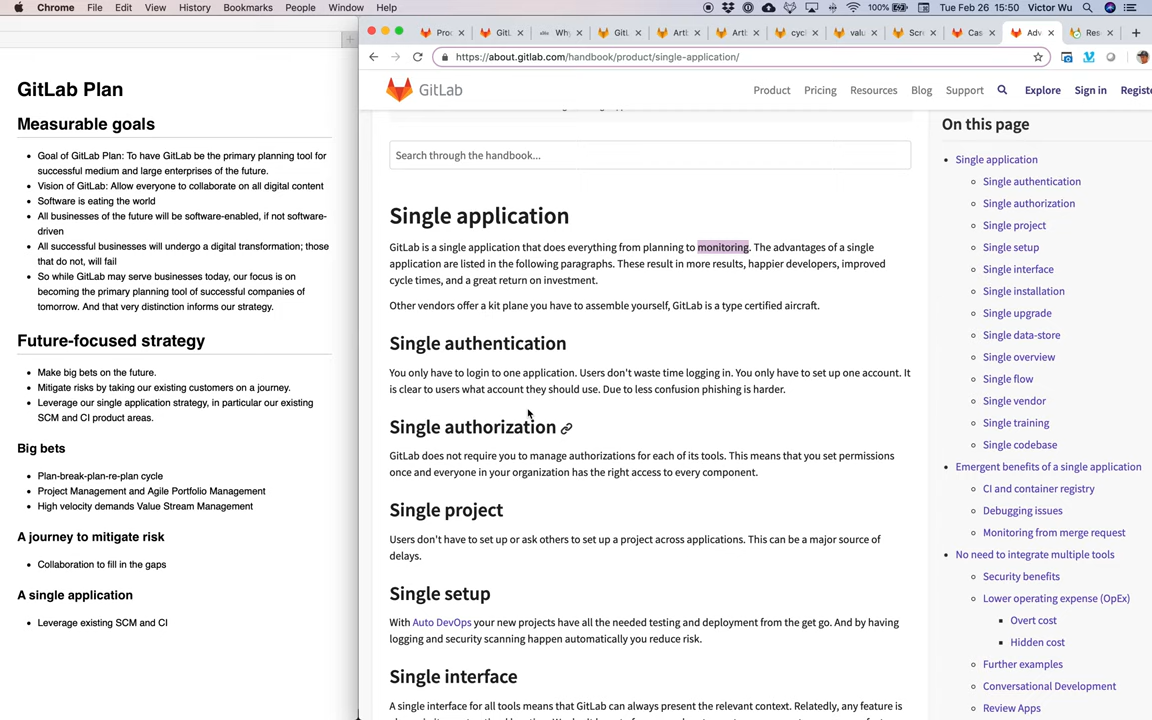 Chrome File Edit View History Bookmarks People Window Help
100% Tue Feb 26 15:50 Victor Wu
GitLab Plan
Measurable goals
• Goal of GitLab Plan: To have GitLab be the primary planning tool for
successful medium and large enterprises of the future.
• Vision of GitLab: Allow everyone to collaborate on all digital content
• Software is eating the world
• All businesses of the future will be software-enabled, if not software-
driven
• All successful businesses will undergo a digital transformation; those
that do not, will fail
• So while GitLab may serve businesses today, our focus is on
becoming the primary planning tool of successful companies of
tomorrow. And that very distinction informs our strategy.
Future-focused strategy
• Make big bets on the future.
• Mitigate risks by taking our existing customers on a journey.
• Leverage our single application strategy, in particular our existing
SCM and CI product areas.
Big bets
• Plan-break-plan-re-plan cycle
• Project Management and Agile Portfolio Management
• High velocity demands Value Stream Management
A journey to mitigate risk
• Collaboration to fill in the gaps
A single application
• Leverage existing SCM and CI
Proc GitL Why GitL Artb Artb cycl valu Scr Cas Adv Res
https://about.gitlab.com/handbook/product/single-application/
GitLab
Product Pricing Resources Blog Support Explore Sign in Registe
Search through the handbook...
Single application
GitLab is a single application that does everything from planning to monitoring. The advantages of a single
application are listed in the following paragraphs. These result in more results, happier developers, improved
cycle times, and a great return on investment.
Other vendors offer a kit plane you have to assemble yourself, GitLab is a type certified aircraft.
Single authentication
You only have to login to one application. Users don't waste time logging in. You only have to set up one account. It
is clear to users what account they should use. Due to less confusion phishing is harder.
Single authorization
GitLab does not require you to manage authorizations for each of its tools. This means that you set permissions
once and everyone in your organization has the right access to every component.
Single project
Users don't have to set up or ask others to set up a project across applications. This can be a major source of
delays.
Single setup
With Auto DevOps your new projects have all the needed testing and deployment from the get go. And by having
logging and security scanning happen automatically you reduce risk.
Single interface
A single interface for all tools means that GitLab can always present the relevant context. Relatedly, any feature is
On this page
• Single application
Single authentication
Single authorization
Single project
Single setup
Single interface
Single installation
Single upgrade
Single data-store
Single overview
Single flow
Single vendor
Single training
Single codebase
• Emergent benefits of a single application
CI and container registry
Debugging issues
Monitoring from merge request
• No need to integrate multiple tools
Security benefits
Lower operating expense (OpEx)
Overt cost
Hidden cost
Further examples
Conversational Development
Review Apps